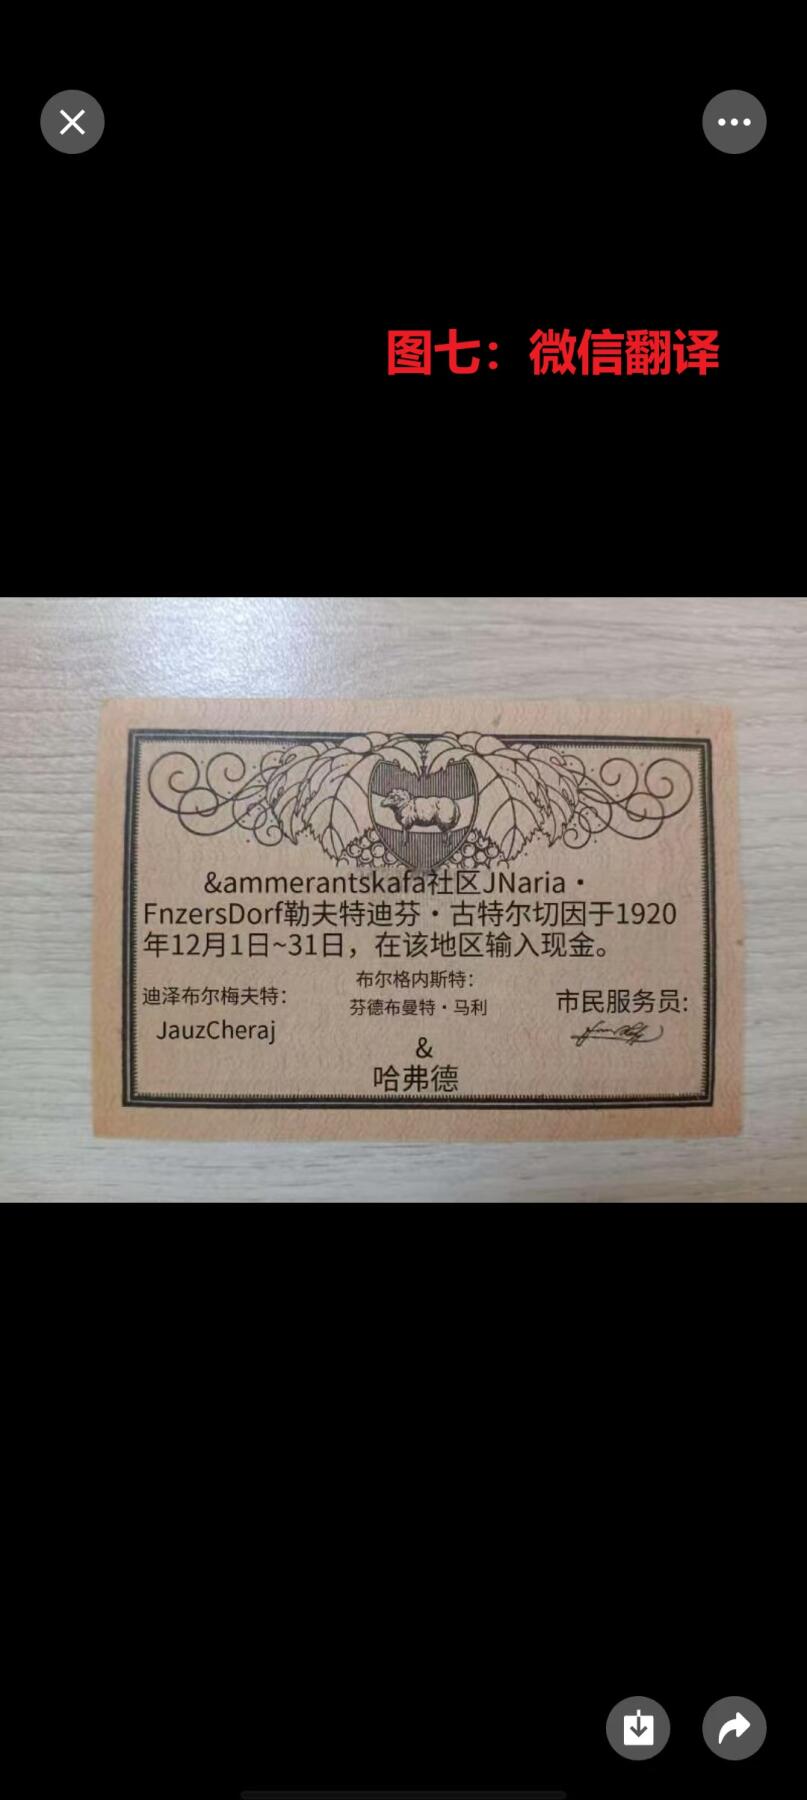 图七：微信翻译
&ammerantskafa社区JNaria·
FnzersDorf勒夫特迪芬·古特尔切因于1920
年12月1日~31日，在该地区输入现金。
迪泽布尔梅夫特：
布尔格内斯特：
芬德布曼特·马利
市民服务员:
JauzCheraj
&
哈弗德